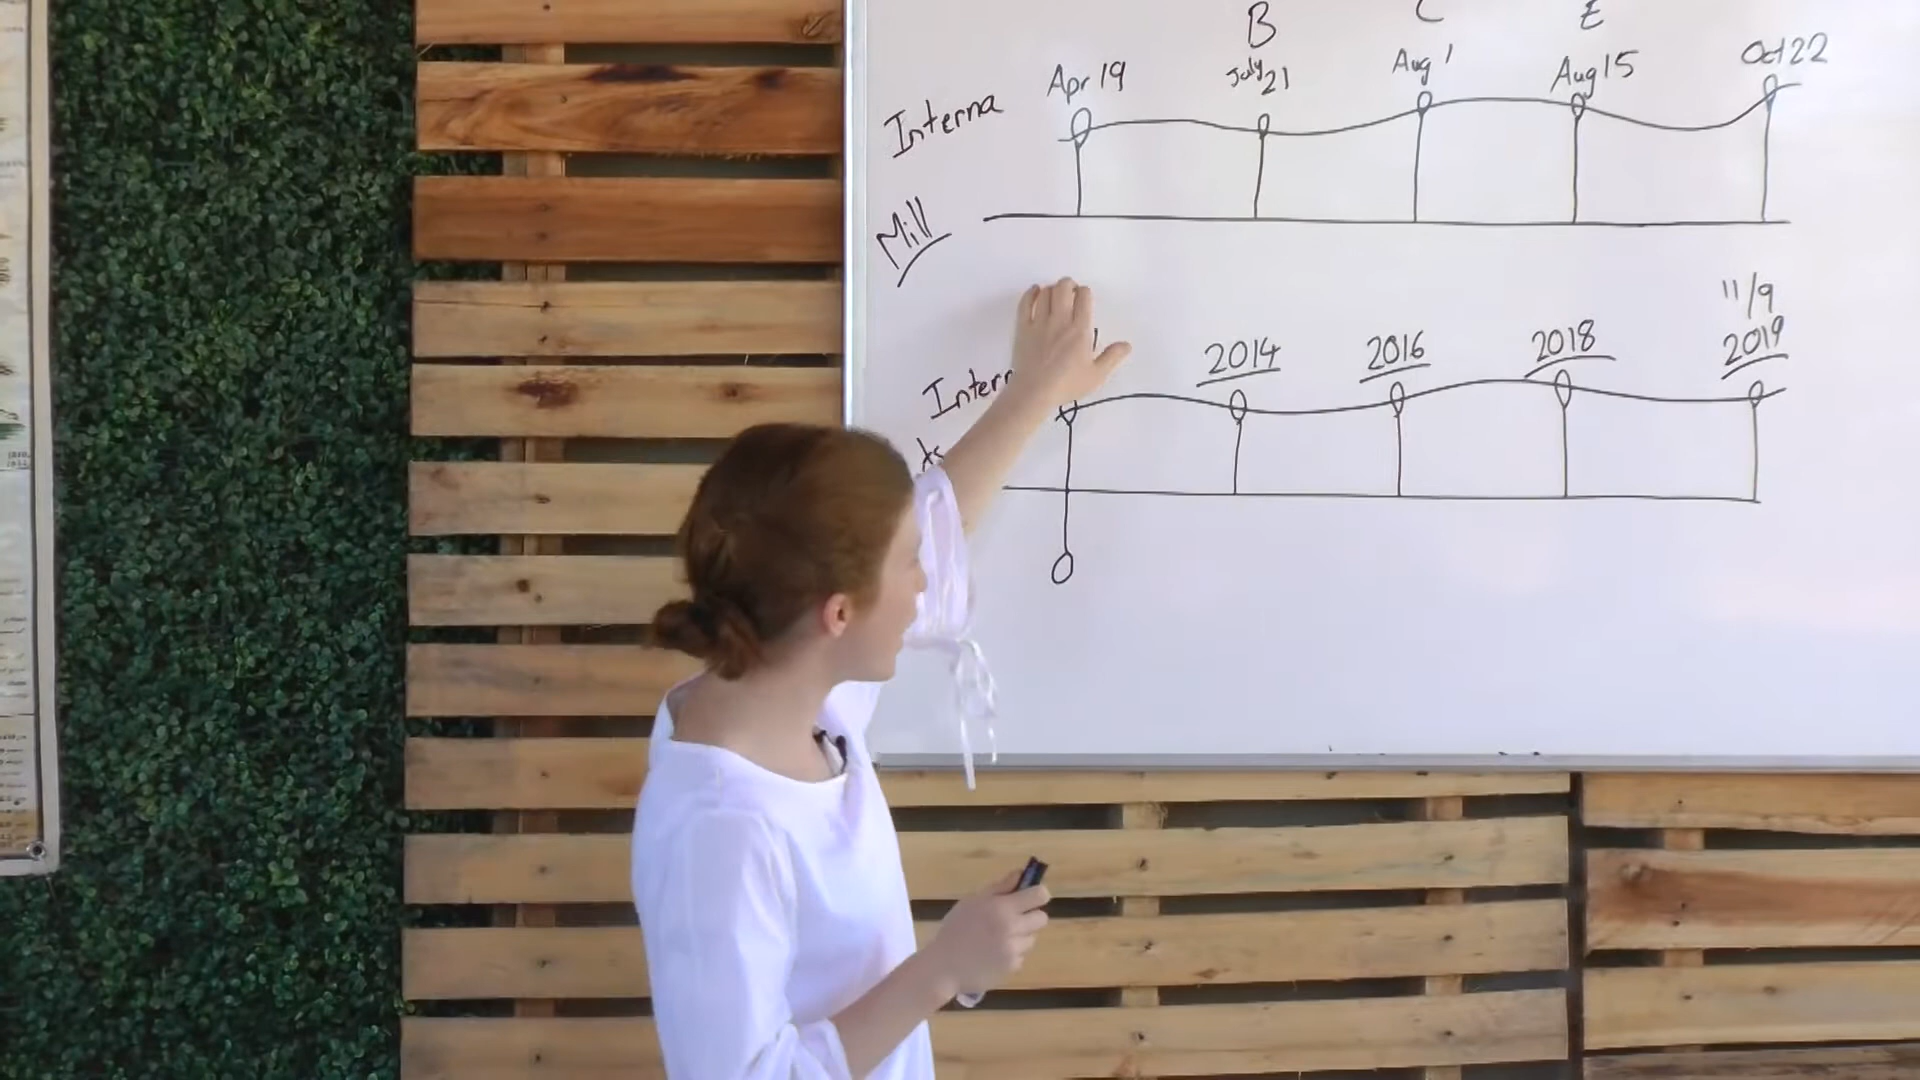 B C E
Apr 19 July 21 Aug 1 Aug 15 Oct 22
Interna
Mill
11/9
2014 2016 2018 2019
Intern